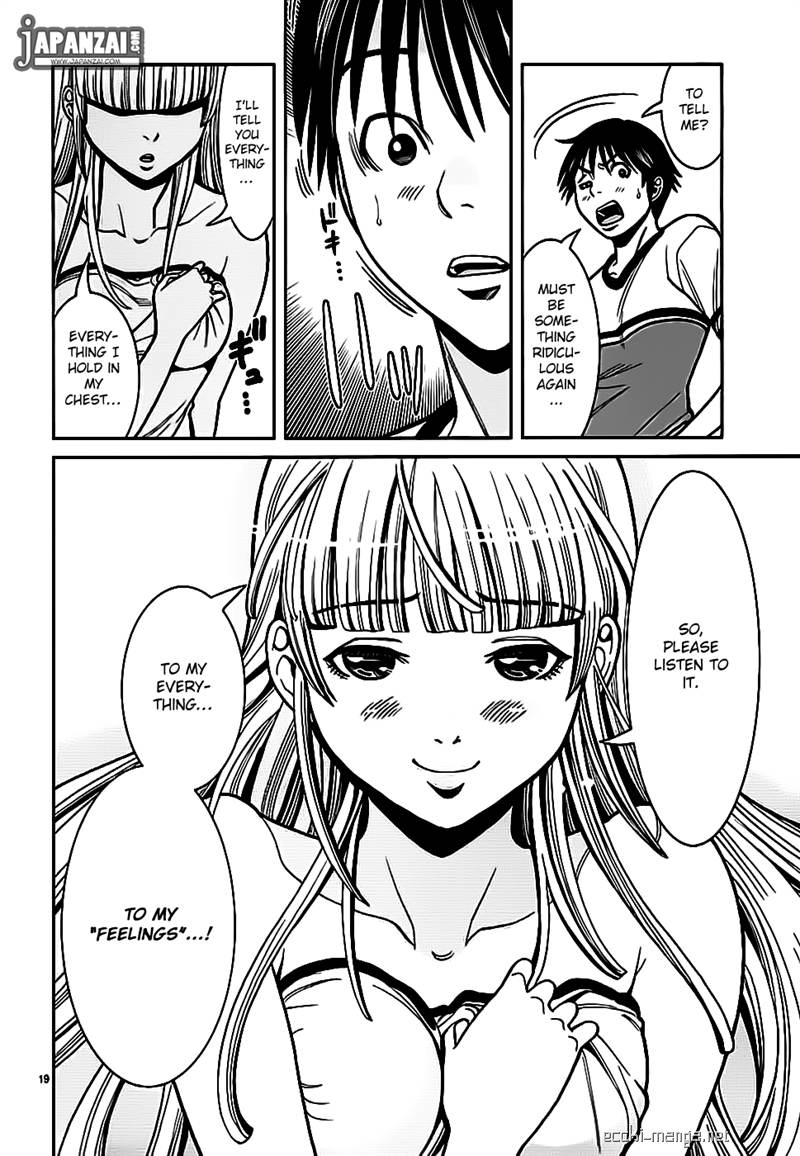 JAPANZAI.COM
WWW.JAPANZAI.COM
TO
TELL
ME?
MUST
BE
SOME-
THING
RIDICU-
LOUS
AGAIN
...
ドキ...
I'LL
TELL
YOU
EVERY-
THING
...
EVERY-
THING I
HOLD IN
MY
CHEST...
ギュ...
SO,
PLEASE
LISTEN TO
IT.
TO MY
EVERY-
THING...
TO MY
"FEELINGS"...!
19
ecchi-manga.net